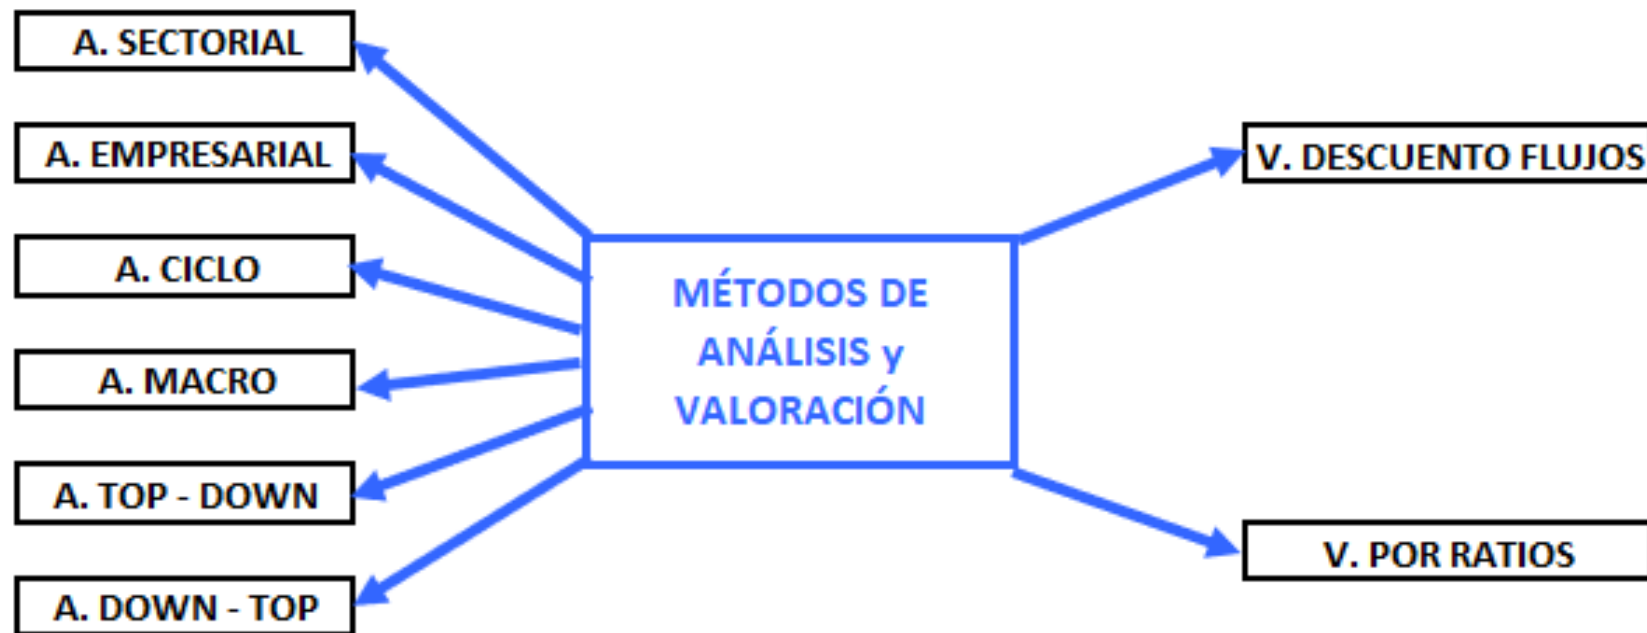 A. SECTORIAL
A. EMPRESARIAL
A. CICLO
A. MACRO
A. TOP - DOWN
A. DOWN - TOP
MÉTODOS DE
ANÁLISIS y
VALORACIÓN
V. DESCUENTO FLUJOS
V. POR RATIOS